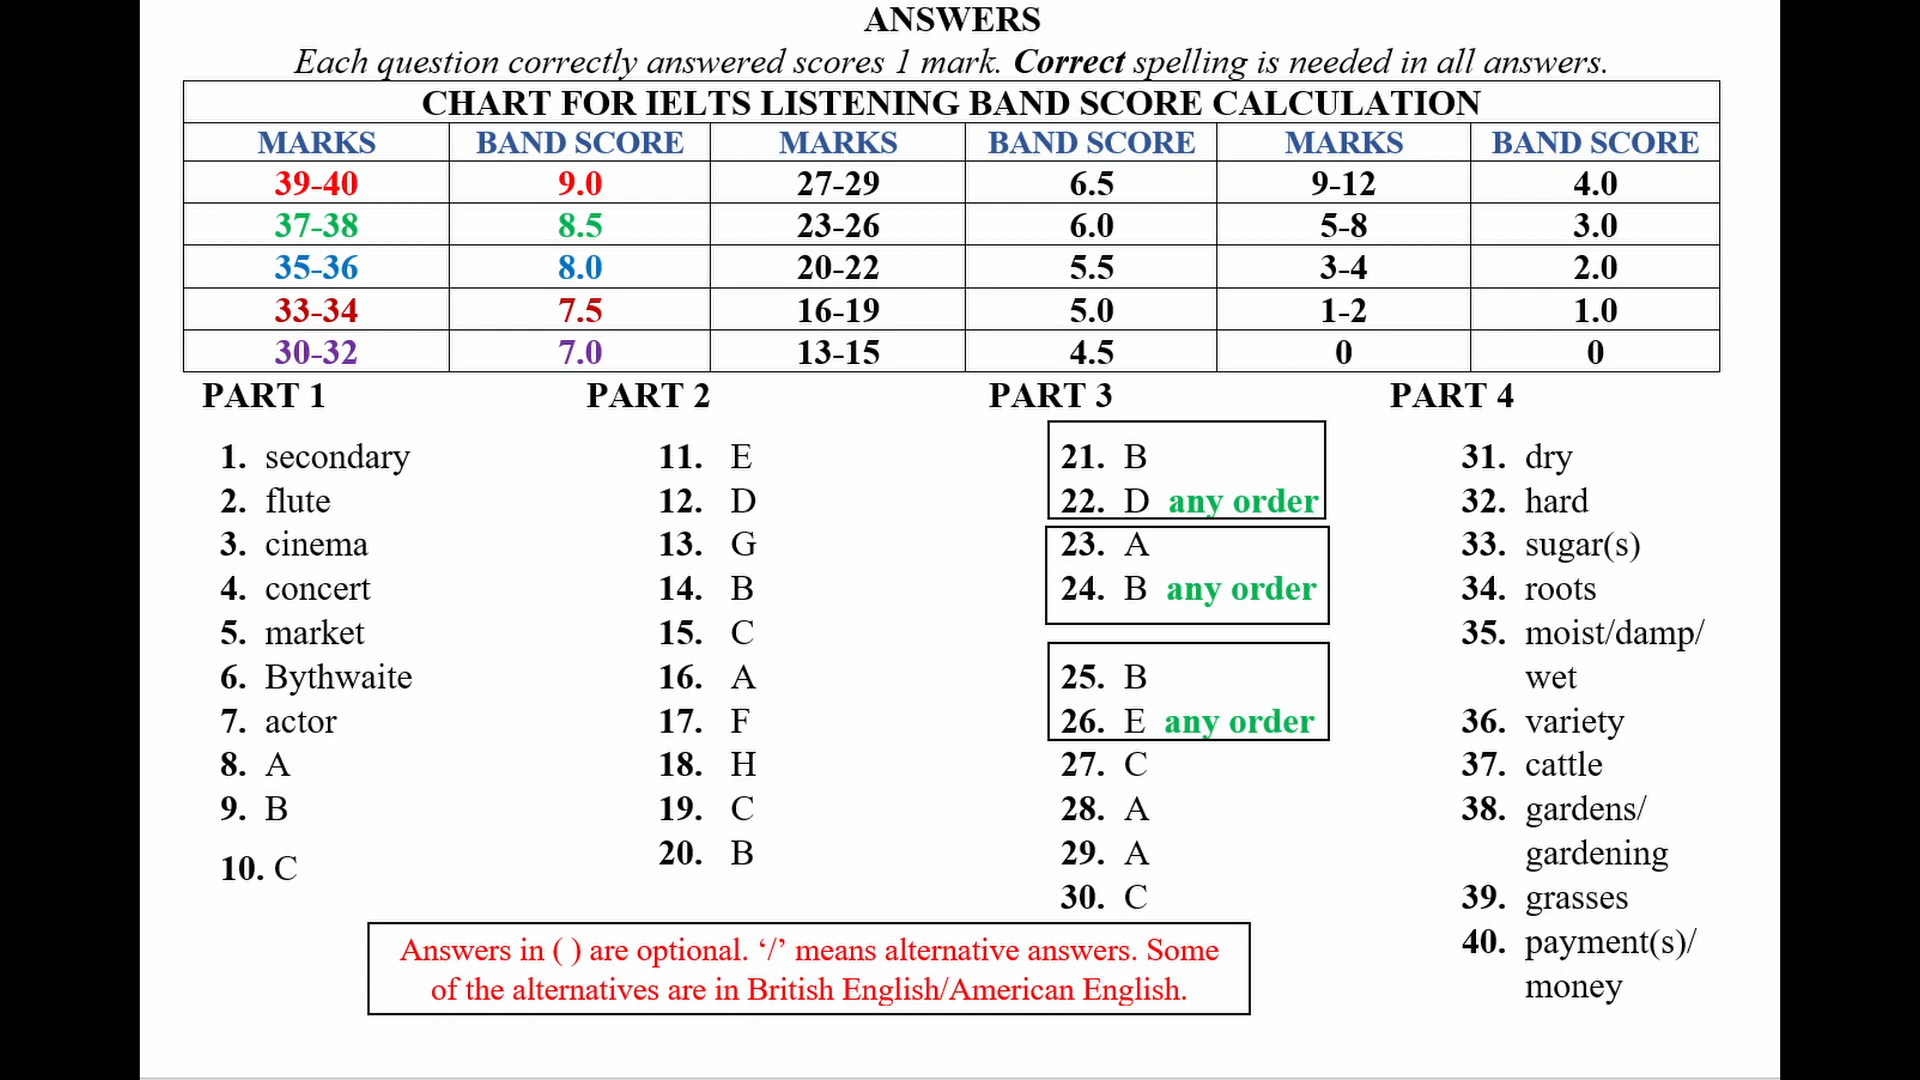 ANSWERS
Each question correctly answered scores 1 mark. Correct spelling is needed in all answers.
CHART FOR IELTS LISTENING BAND SCORE CALCULATION
MARKS BAND SCORE MARKS BAND SCORE MARKS BAND SCORE
39-40 9.0 27-29 6.5 9-12 4.0
37-38 8.5 23-26 6.0 5-8 3.0
35-36 8.0 20-22 5.5 3-4 2.0
33-34 7.5 16-19 5.0 1-2 1.0
30-32 7.0 13-15 4.5 0 0
PART 1
1. secondary
2. flute
3. cinema
4. concert
5. market
6. Bythwaite
7. actor
8. A
9. B
10. C
PART 2
11. E
12. D
13. G
14. B
15. C
16. A
17. F
18. H
19. C
20. B
PART 3
21. B
22. D any order
23. A
24. B any order
25. B
26. E any order
27. C
28. A
29. A
30. C
PART 4
31. dry
32. hard
33. sugar(s)
34. roots
35. moist/damp/
wet
36. variety
37. cattle
38. gardens/
gardening
39. grasses
40. payment(s)/
money
Answers in ( ) are optional. ‘/’ means alternative answers. Some
of the alternatives are in British English/American English.